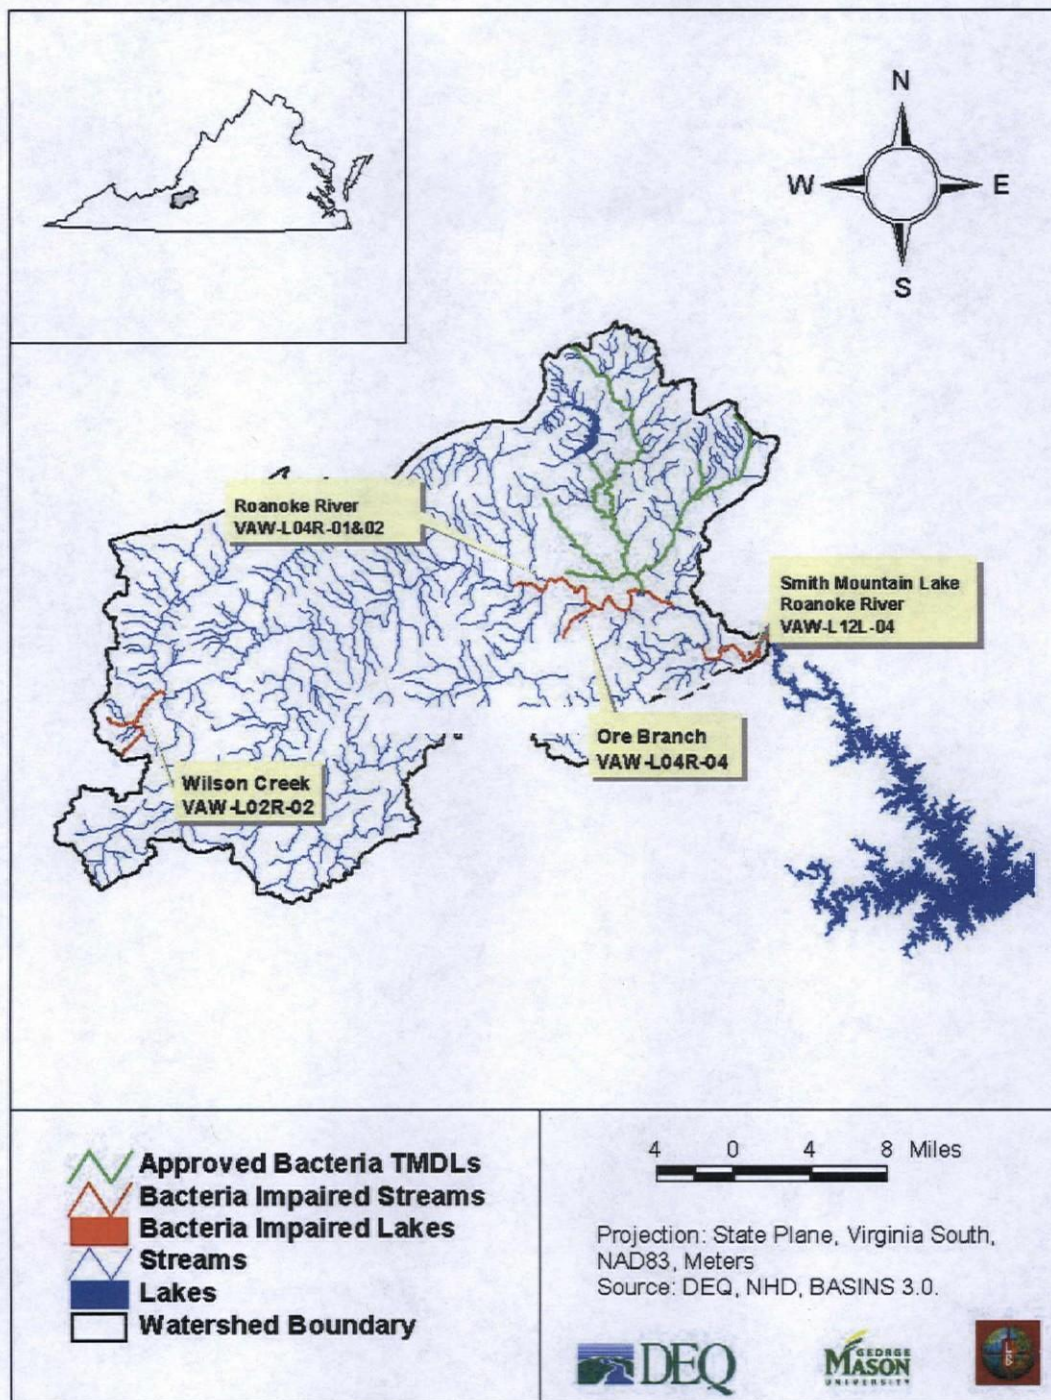 N
W
E
S
Roanoke River
VAW-L04R-01&02
Smith Mountain Lake
Roanoke River
VAW-L12L-04
Ore Branch
VAW-L04R-04
Wilson Creek
VAW-L02R-02
Approved Bacteria TMDLs
Bacteria Impaired Streams
Bacteria Impaired Lakes
Streams
Lakes
Watershed Boundary
4 0 4 8 Miles
Projection: State Plane, Virginia South,
NAD83, Meters
Source: DEQ, NHD, BASINS 3.0.
DEQ
GEORGE
MASON
UNIVERSITY